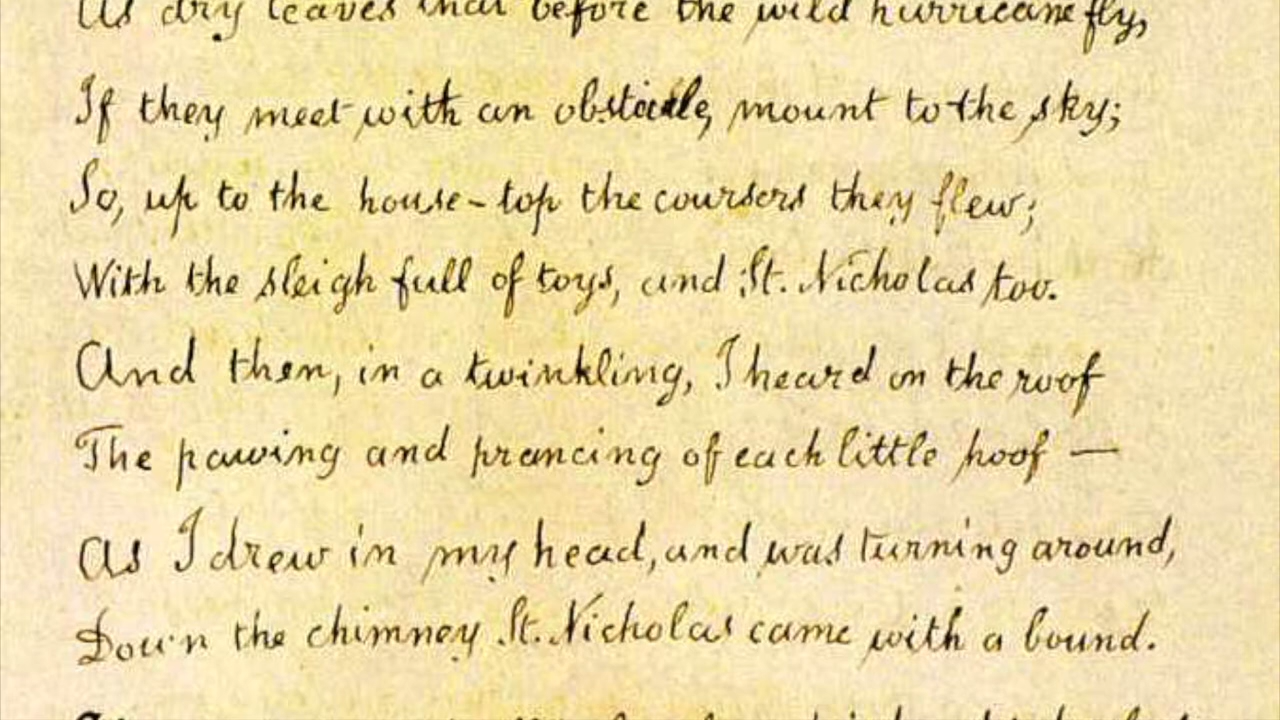 As dry leaves that before the wild hurricane fly,
If they meet with an obstacle, mount to the sky;
So, up to the house-top the coursers they flew;
With the sleigh full of toys, and St. Nicholas too.
And then, in a twinkling, I heard on the roof
The pawing and prancing of each little hoof —
As I drew in my head, and was turning around,
Down the chimney St. Nicholas came with a bound.